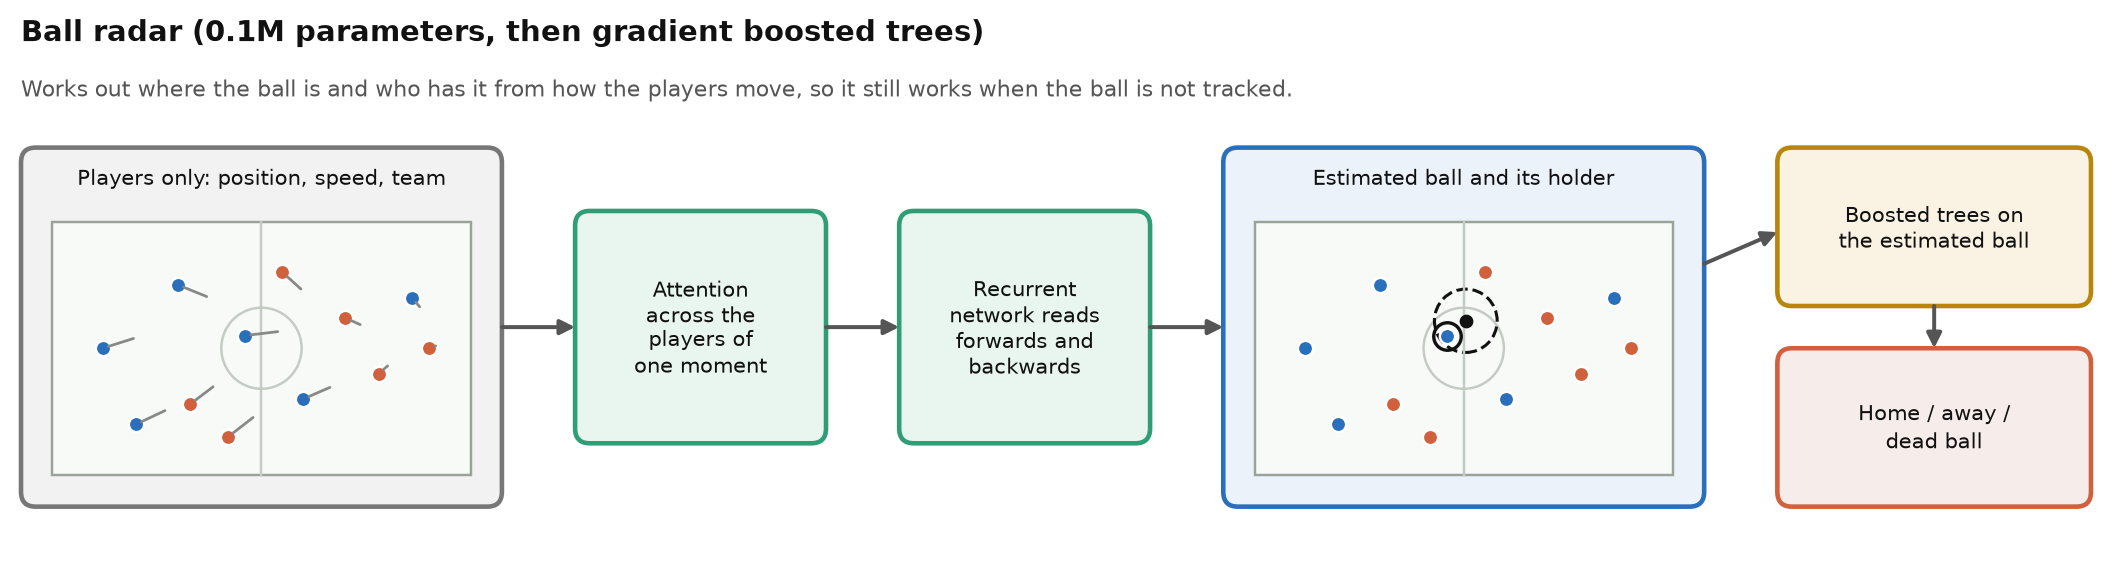 Ball radar (0.1M parameters, then gradient boosted trees)
Works out where the ball is and who has it from how the players move, so it still works when the ball is not tracked.
Players only: position, speed, team
Attention
across the
players of
one moment
Recurrent
network reads
forwards and
backwards
Estimated ball and its holder
Boosted trees on
the estimated ball
Home / away /
dead ball